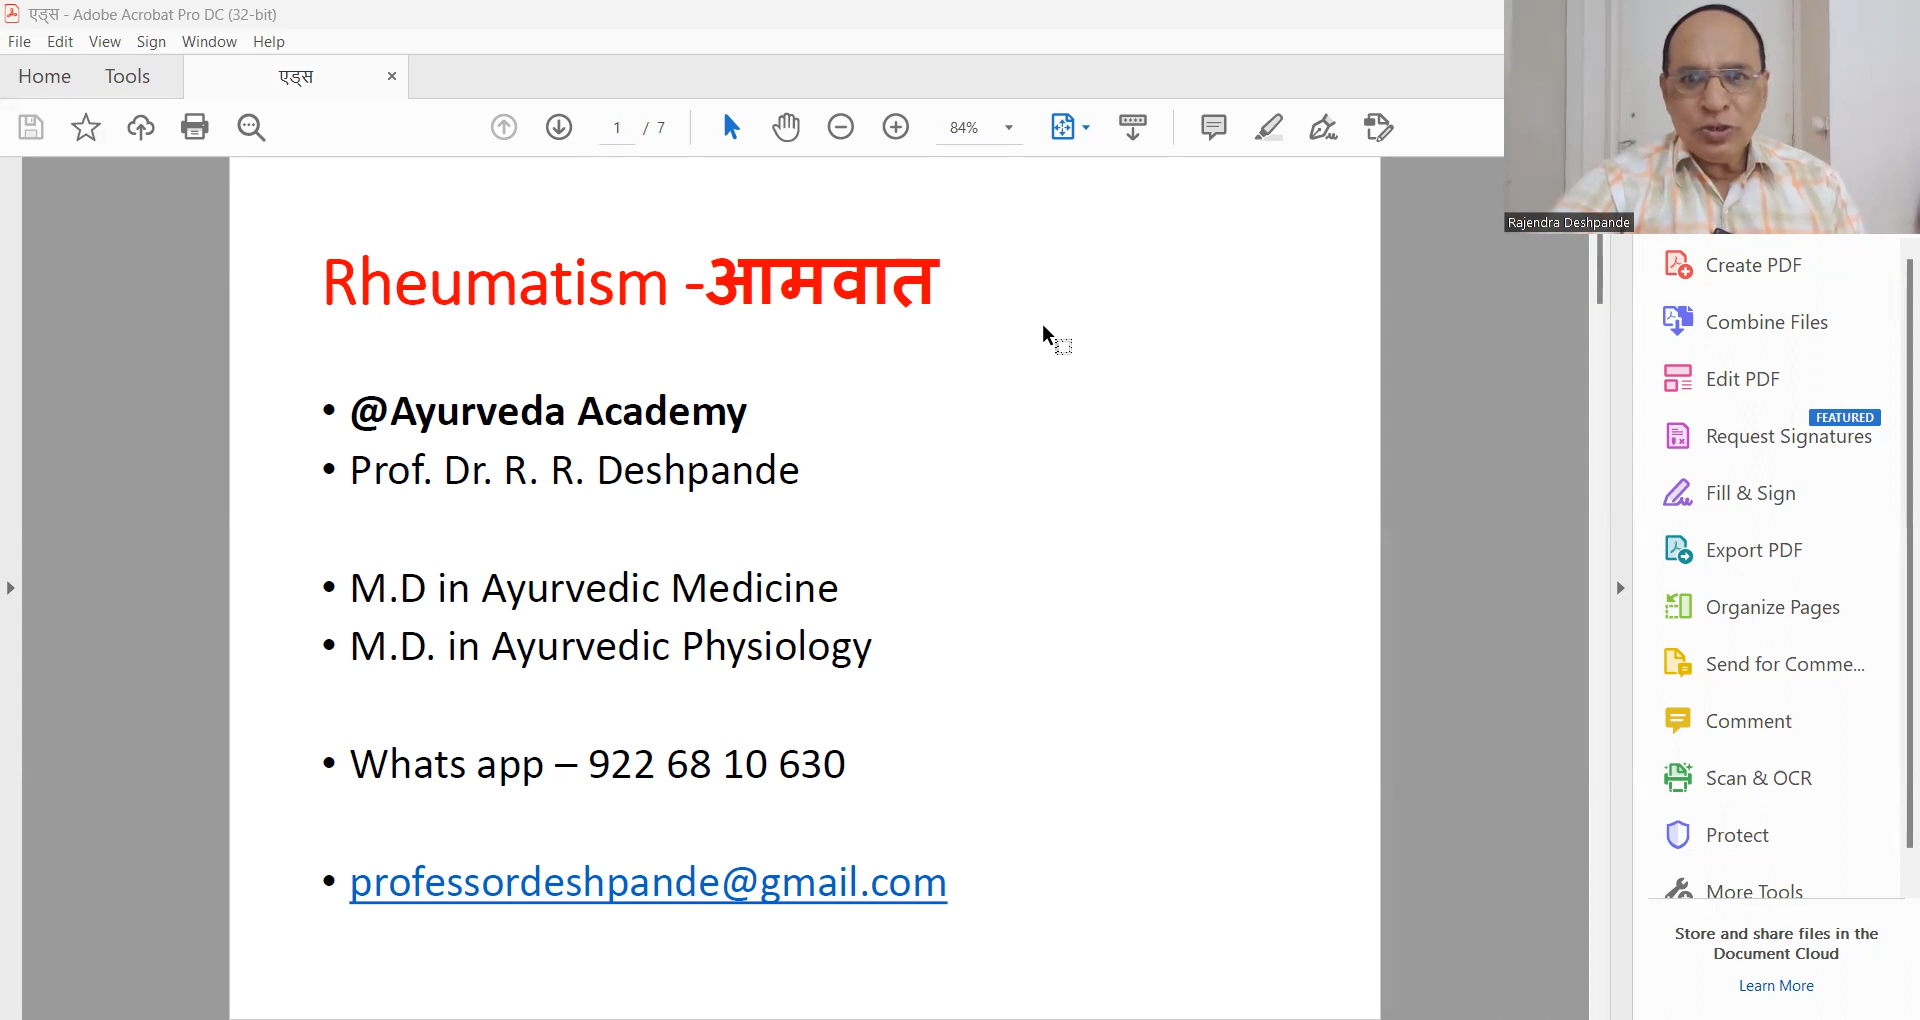 एड्स - Adobe Acrobat Pro DC (32-bit)
File Edit View Sign Window Help
Home Tools एड्स ×
1 / 7 84%
Rajendra Deshpande
Rheumatism -आमवात
• @Ayurveda Academy
• Prof. Dr. R. R. Deshpande
• M.D in Ayurvedic Medicine
• M.D. in Ayurvedic Physiology
• Whats app – 922 68 10 630
• professordeshpande@gmail.com
Create PDF
Combine Files
Edit PDF
FEATURED
Request Signatures
Fill & Sign
Export PDF
Organize Pages
Send for Comme...
Comment
Scan & OCR
Protect
More Tools
Store and share files in the
Document Cloud
Learn More